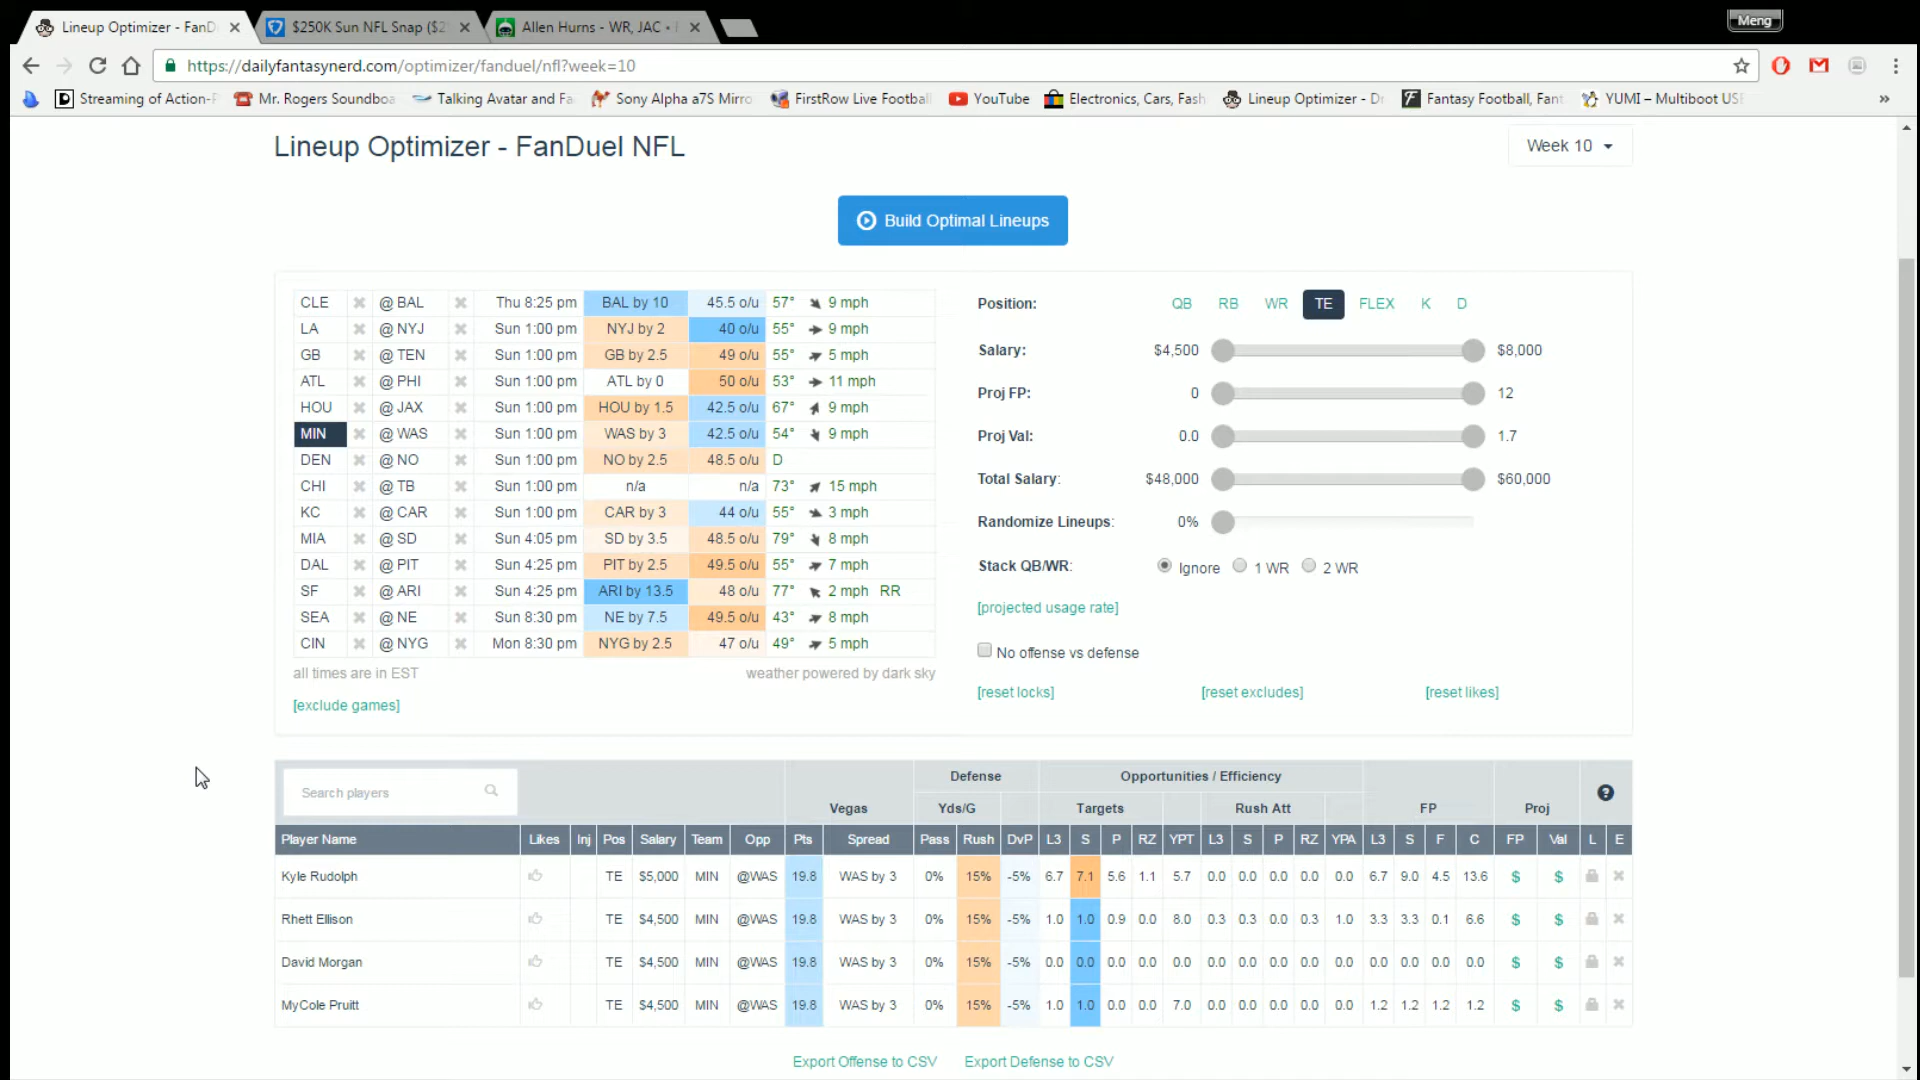 Lineup Optimizer - FanD
$250K Sun NFL Snap ($2
Allen Hurns - WR, JAC •
Meng
https://dailyfantasynerd.com/optimizer/fanduel/nfl?week=10
Streaming of Action-
Mr. Rogers Soundboa
Talking Avatar and Fa
Sony Alpha a7S Mirro
FirstRow Live Football
YouTube
Electronics, Cars, Fash
Lineup Optimizer - Dr
Fantasy Football, Fant
YUMI – Multiboot USB
»
Lineup Optimizer - FanDuel NFL
Week 10
Build Optimal Lineups
CLE @ BAL Thu 8:25 pm BAL by 10 45.5 o/u 57° 9 mph
LA @ NYJ Sun 1:00 pm NYJ by 2 40 o/u 55° 9 mph
GB @ TEN Sun 1:00 pm GB by 2.5 49 o/u 55° 5 mph
ATL @ PHI Sun 1:00 pm ATL by 0 50 o/u 53° 11 mph
HOU @ JAX Sun 1:00 pm HOU by 1.5 42.5 o/u 67° 9 mph
MIN @ WAS Sun 1:00 pm WAS by 3 42.5 o/u 54° 9 mph
DEN @ NO Sun 1:00 pm NO by 2.5 48.5 o/u D
CHI @ TB Sun 1:00 pm n/a n/a 73° 15 mph
KC @ CAR Sun 1:00 pm CAR by 3 44 o/u 55° 3 mph
MIA @ SD Sun 4:05 pm SD by 3.5 48.5 o/u 79° 8 mph
DAL @ PIT Sun 4:25 pm PIT by 2.5 49.5 o/u 55° 7 mph
SF @ ARI Sun 4:25 pm ARI by 13.5 48 o/u 77° 2 mph RR
SEA @ NE Sun 8:30 pm NE by 7.5 49.5 o/u 43° 8 mph
CIN @ NYG Mon 8:30 pm NYG by 2.5 47 o/u 49° 5 mph
all times are in EST weather powered by dark sky
[exclude games]
Position: QB RB WR TE FLEX K D
Salary: $4,500 $8,000
Proj FP: 0 12
Proj Val: 0.0 1.7
Total Salary: $48,000 $60,000
Randomize Lineups: 0%
Stack QB/WR: Ignore 1 WR 2 WR
[projected usage rate]
No offense vs defense
[reset locks] [reset excludes] [reset likes]
Search players
Defense Opportunities / Efficiency
Vegas Yds/G Targets Rush Att FP Proj
Player Name Likes Inj Pos Salary Team Opp Pts Spread Pass Rush DvP L3 S P RZ YPT L3 S P RZ YPA L3 S F C FP Val L E
Kyle Rudolph TE $5,000 MIN @WAS 19.8 WAS by 3 0% 15% -5% 6.7 7.1 5.6 1.1 5.7 0.0 0.0 0.0 0.0 0.0 6.7 9.0 4.5 13.6 $ $
Rhett Ellison TE $4,500 MIN @WAS 19.8 WAS by 3 0% 15% -5% 1.0 1.0 0.9 0.0 8.0 0.3 0.3 0.0 0.3 1.0 3.3 3.3 0.1 6.6 $ $
David Morgan TE $4,500 MIN @WAS 19.8 WAS by 3 0% 15% -5% 0.0 0.0 0.0 0.0 0.0 0.0 0.0 0.0 0.0 0.0 0.0 0.0 0.0 0.0 $ $
MyCole Pruitt TE $4,500 MIN @WAS 19.8 WAS by 3 0% 15% -5% 1.0 1.0 0.0 0.0 7.0 0.0 0.0 0.0 0.0 0.0 1.2 1.2 1.2 1.2 $ $
Export Offense to CSV Export Defense to CSV